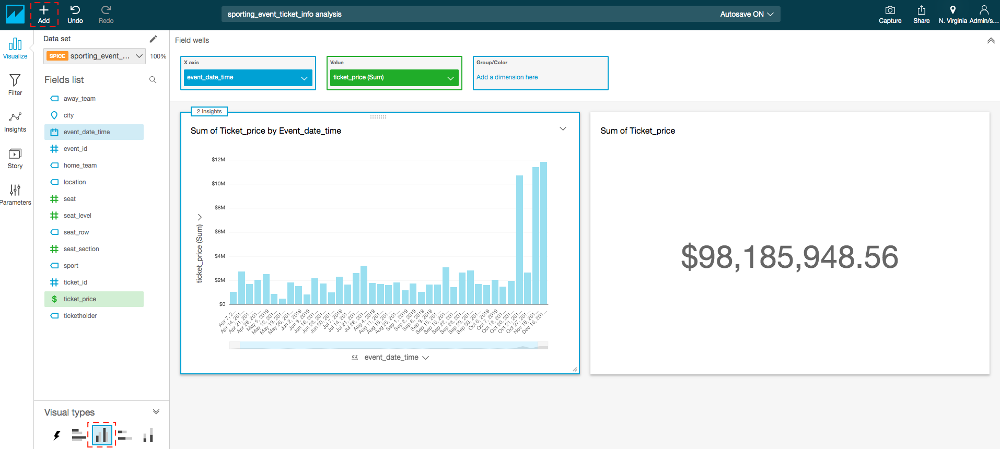 Add
Undo
Redo
sporting_event_ticket_info analysis
Autosave ON
Capture
Share
N. Virginia
Admin/s...
Visualize
Filter
Insights
Story
Parameters
Data set
SPICE sporting_event_...
100%
Fields list
away_team
city
event_date_time
event_id
home_team
location
seat
seat_level
seat_row
seat_section
sport
ticket_id
ticket_price
ticketholder
Visual types
Field wells
X axis
event_date_time
Value
ticket_price (Sum)
Group/Color
Add a dimension here
2 Insights
Sum of Ticket_price by Event_date_time
ticket_price (Sum)
$12M
$10M
$8M
$6M
$4M
$2M
$0
Apr 7, 2...
Apr 14, 201...
Apr 21, 201...
Apr 28, 201...
May 5, 2019
May 12, 201...
May 19, 201...
May 26, 201...
Jun 2, 2019
Jun 9, 2019
Jun 16, 201...
Jun 23, 201...
Jun 30, 201...
Jul 7, 2019
Jul 14, 201...
Jul 21, 201...
Jul 28, 201...
Aug 4, 2019
Aug 11, 201...
Aug 18, 201...
Aug 25, 201...
Sep 1, 2019
Sep 2, 2019
Sep 8, 2019
Sep 9, 2019
Sep 15, 201...
Sep 16, 201...
Sep 22, 201...
Sep 23, 201...
Sep 29, 201...
Sep 30, 201...
Oct 6, 2019
Oct 7, 2019
Oct 13, 201...
Oct 20, 201...
Oct 21, 201...
Oct 27, 201...
Nov 18, 201...
Dec 16, 201...
az
event_date_time
Sum of Ticket_price
$98,185,948.56